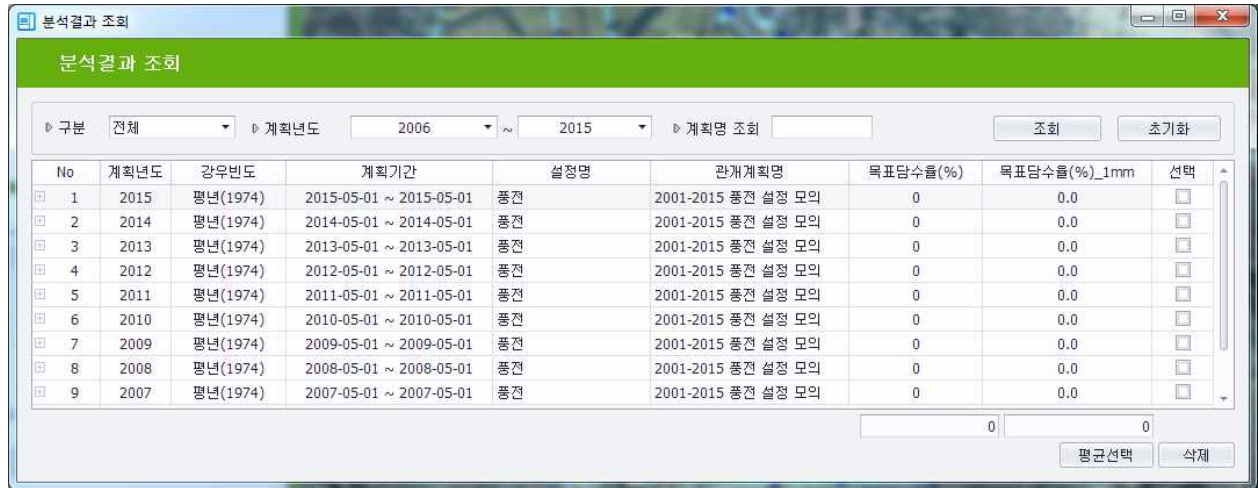 분석결과 조회
분석결과 조회
구분 전체 계획년도 2006 ~ 2015 계획명 조회 조회 초기화
No 계획년도 강우빈도 계획기간 설정명 관개계획명 목표담수율(%) 목표담수율(%)_1mm 선택
1 2015 평년(1974) 2015-05-01 ~ 2015-05-01 풍전 2001-2015 풍전 설정 모의 0 0.0
2 2014 평년(1974) 2014-05-01 ~ 2014-05-01 풍전 2001-2015 풍전 설정 모의 0 0.0
3 2013 평년(1974) 2013-05-01 ~ 2013-05-01 풍전 2001-2015 풍전 설정 모의 0 0.0
4 2012 평년(1974) 2012-05-01 ~ 2012-05-01 풍전 2001-2015 풍전 설정 모의 0 0.0
5 2011 평년(1974) 2011-05-01 ~ 2011-05-01 풍전 2001-2015 풍전 설정 모의 0 0.0
6 2010 평년(1974) 2010-05-01 ~ 2010-05-01 풍전 2001-2015 풍전 설정 모의 0 0.0
7 2009 평년(1974) 2009-05-01 ~ 2009-05-01 풍전 2001-2015 풍전 설정 모의 0 0.0
8 2008 평년(1974) 2008-05-01 ~ 2008-05-01 풍전 2001-2015 풍전 설정 모의 0 0.0
9 2007 평년(1974) 2007-05-01 ~ 2007-05-01 풍전 2001-2015 풍전 설정 모의 0 0.0
0 0
평균선택 삭제